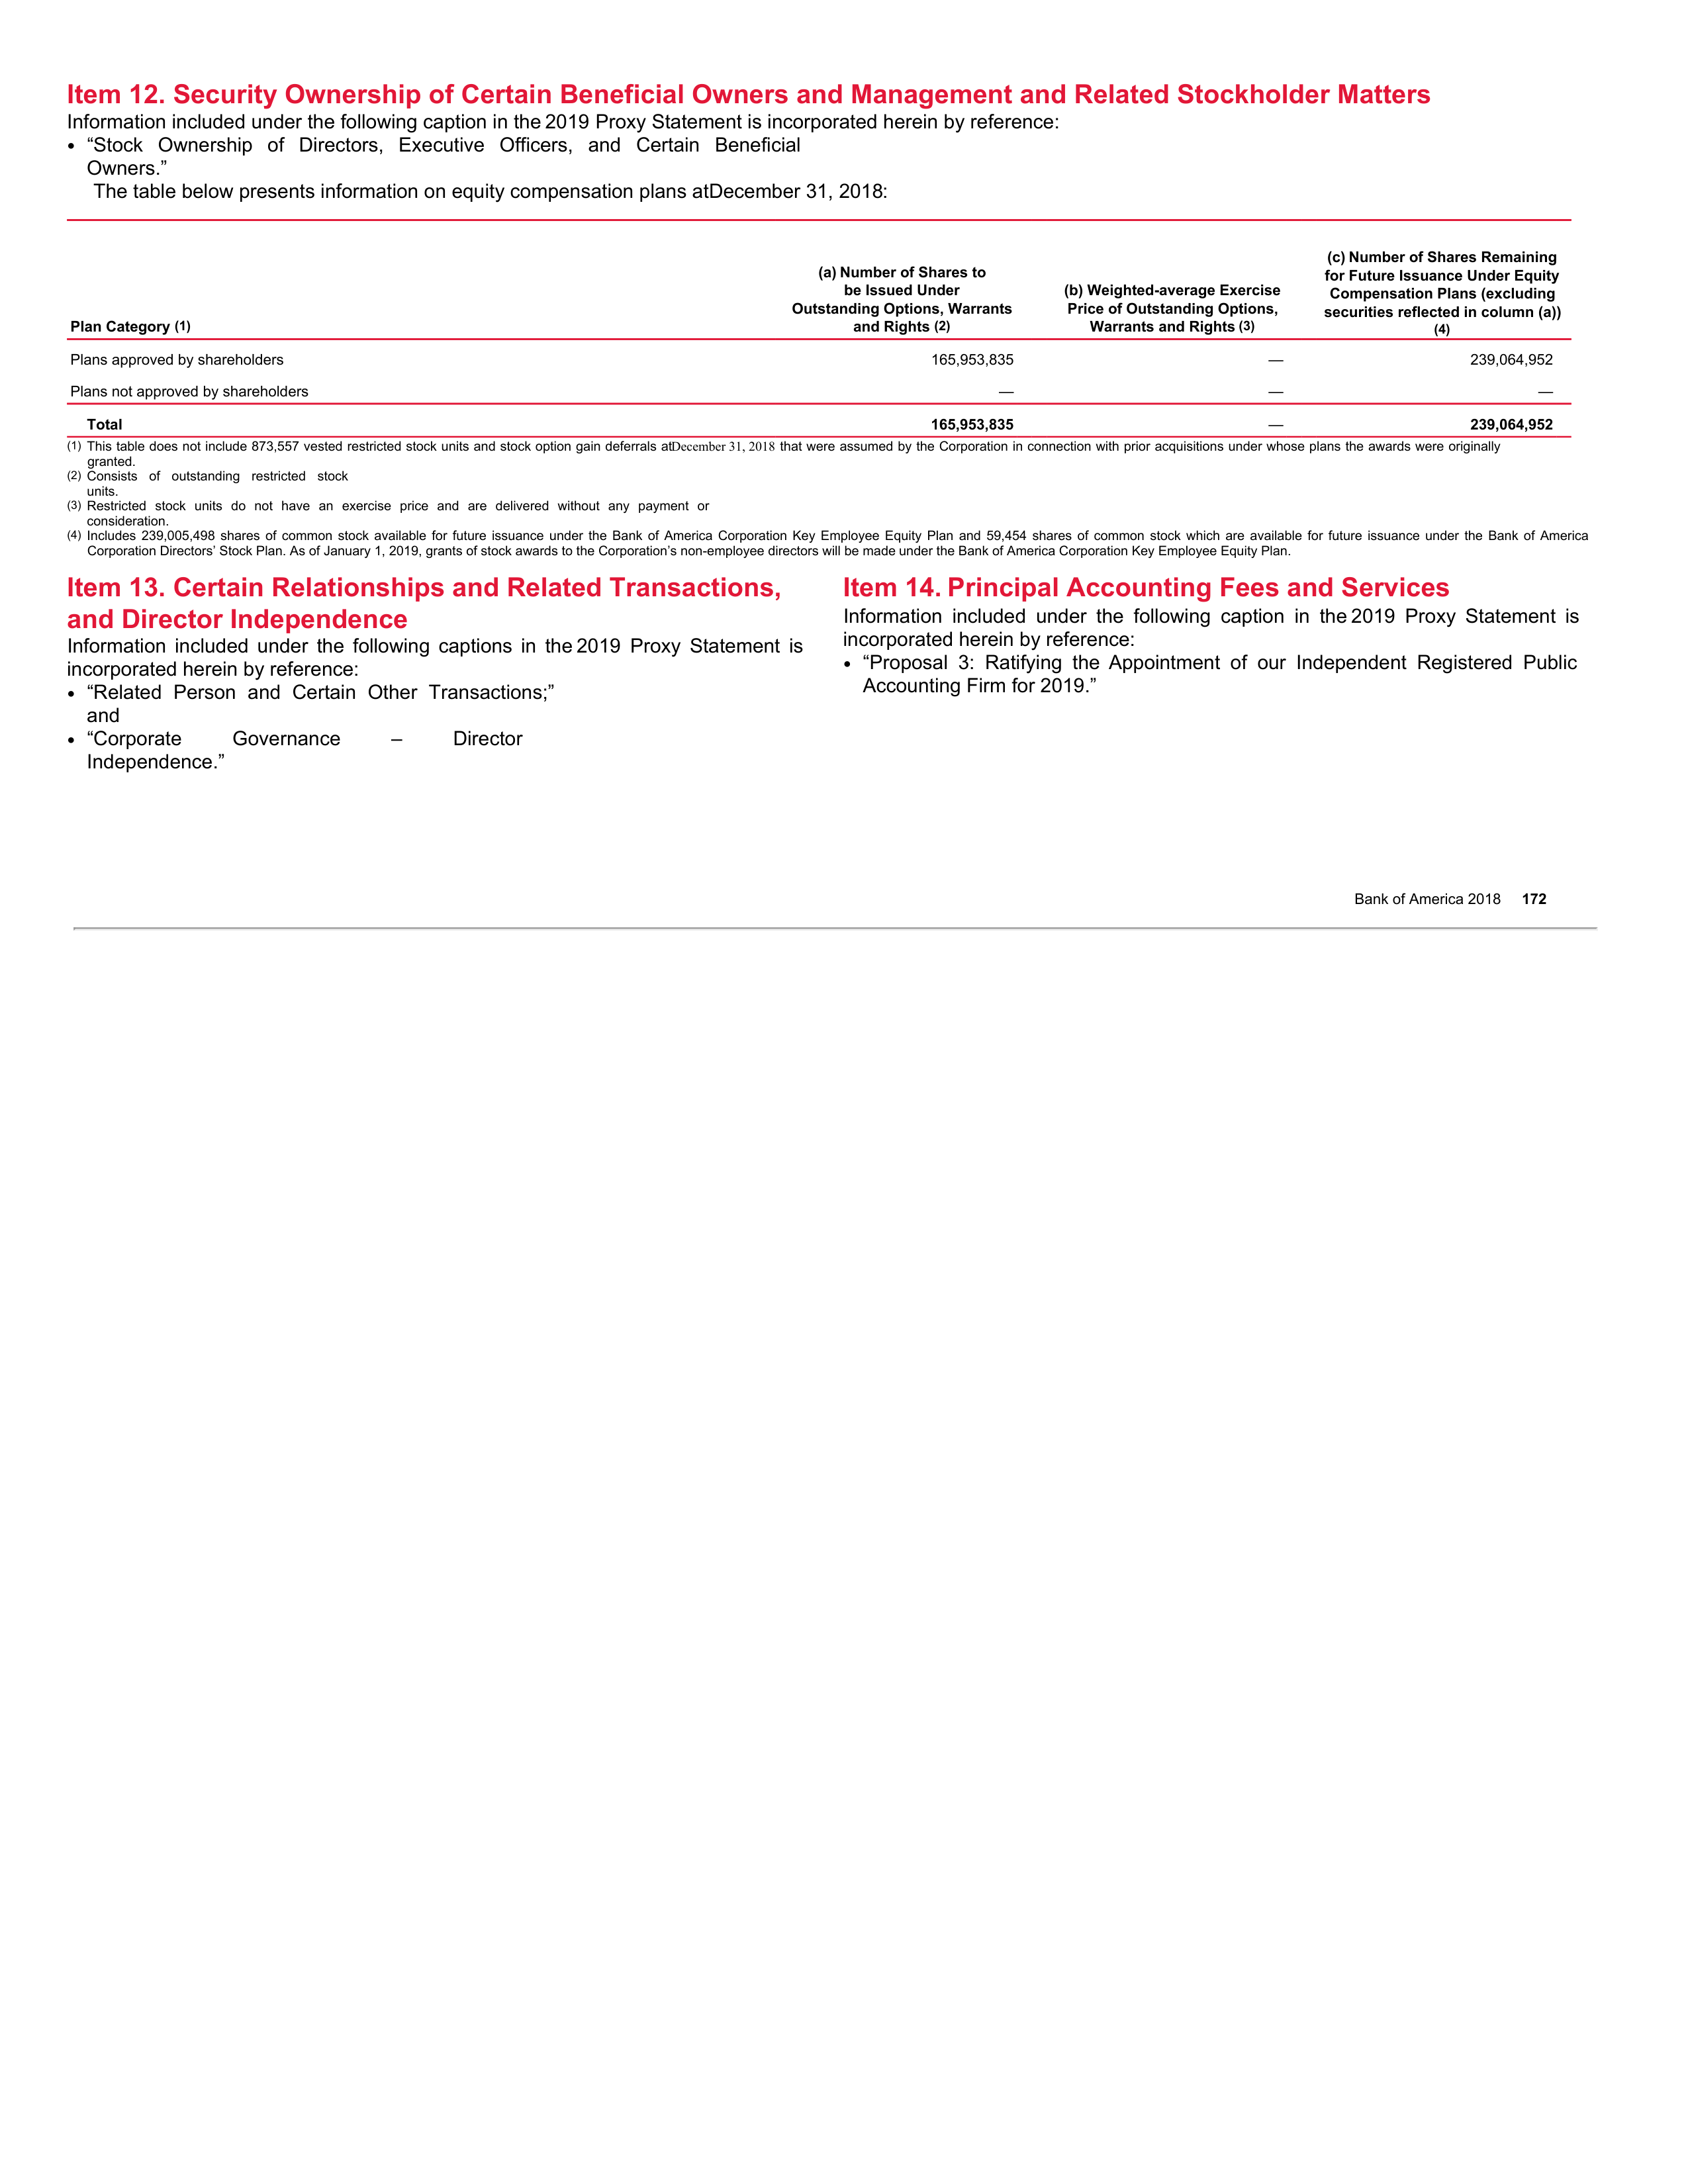 Item 12. Security Ownership of Certain Beneficial Owners and Management and Related Stockholder Matters
Information included under the following caption in the 2019 Proxy Statement is incorporated herein by reference:
• “Stock Ownership of Directors, Executive Officers, and Certain Beneficial
Owners.”
The table below presents information on equity compensation plans atDecember 31, 2018:
Plan Category (1)
(a) Number of Shares to
be Issued Under
Outstanding Options, Warrants
and Rights (2)
(b) Weighted-average Exercise
Price of Outstanding Options,
Warrants and Rights (3)
(c) Number of Shares Remaining
for Future Issuance Under Equity
Compensation Plans (excluding
securities reflected in column (a))
(4)
Plans approved by shareholders 165,953,835 — 239,064,952
Plans not approved by shareholders — — —
Total 165,953,835 — 239,064,952
(1) This table does not include 873,557 vested restricted stock units and stock option gain deferrals atDecember 31, 2018 that were assumed by the Corporation in connection with prior acquisitions under whose plans the awards were originally
granted.
(2) Consists of outstanding restricted stock
units.
(3) Restricted stock units do not have an exercise price and are delivered without any payment or
consideration.
(4) Includes 239,005,498 shares of common stock available for future issuance under the Bank of America Corporation Key Employee Equity Plan and 59,454 shares of common stock which are available for future issuance under the Bank of America
Corporation Directors’ Stock Plan. As of January 1, 2019, grants of stock awards to the Corporation’s non-employee directors will be made under the Bank of America Corporation Key Employee Equity Plan.
Item 13. Certain Relationships and Related Transactions,
and Director Independence
Information included under the following captions in the 2019 Proxy Statement is
incorporated herein by reference:
• “Related Person and Certain Other Transactions;”
and
• “Corporate Governance – Director
Independence.”
Item 14. Principal Accounting Fees and Services
Information included under the following caption in the 2019 Proxy Statement is
incorporated herein by reference:
• “Proposal 3: Ratifying the Appointment of our Independent Registered Public
Accounting Firm for 2019.”
Bank of America 2018 172